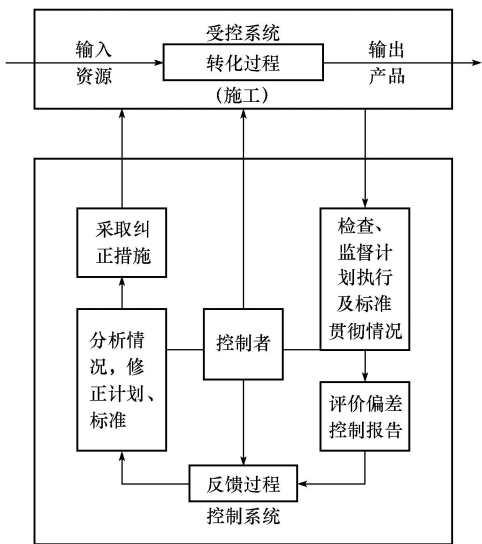 受控系统
输入
资源
转化过程
输出
产品
(施工)
采取纠
正措施
检查、
监督计
划执行
及标准
贯彻情况
分析情
况，修
正计划、
标准
控制者
评价偏差
控制报告
反馈过程
控制系统